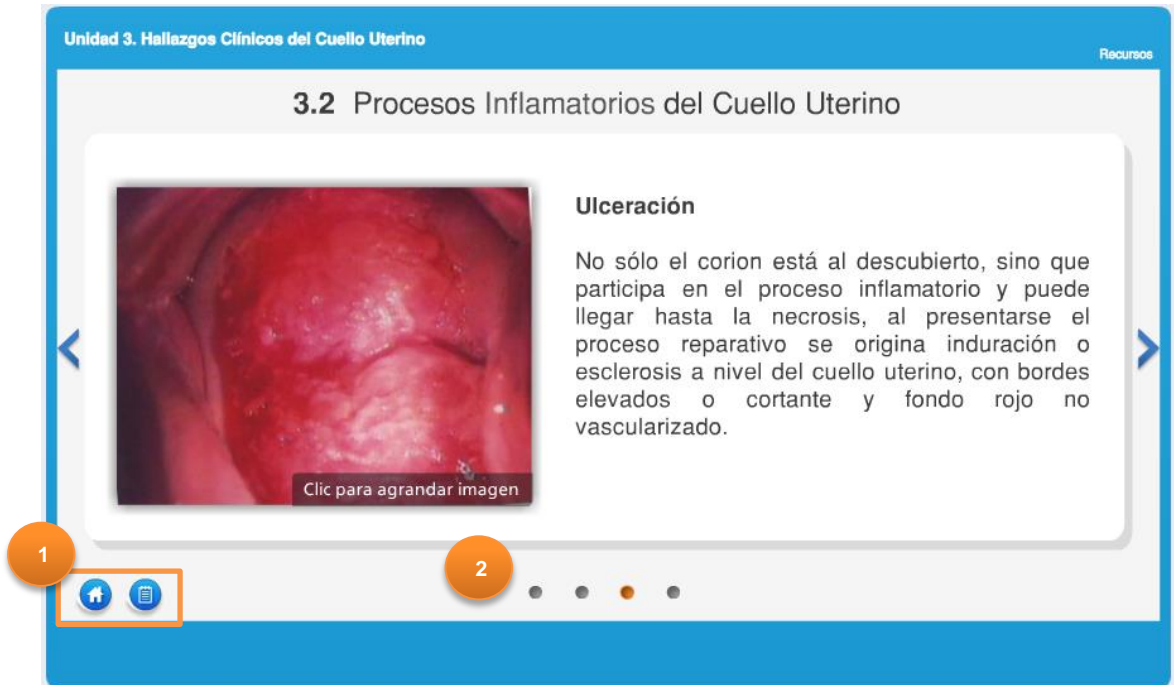 Unidad 3. Hallazgos Clínicos del Cuello Uterino
Recursos
3.2 Procesos Inflamatorios del Cuello Uterino
Ulceración
No sólo el corion está al descubierto, sino que
participa en el proceso inflamatorio y puede
llegar hasta la necrosis, al presentarse el
proceso reparativo se origina induración o
esclerosis a nivel del cuello uterino, con bordes
elevados o cortante y fondo rojo no
vascularizado.
Clic para agrandar imagen
1
2